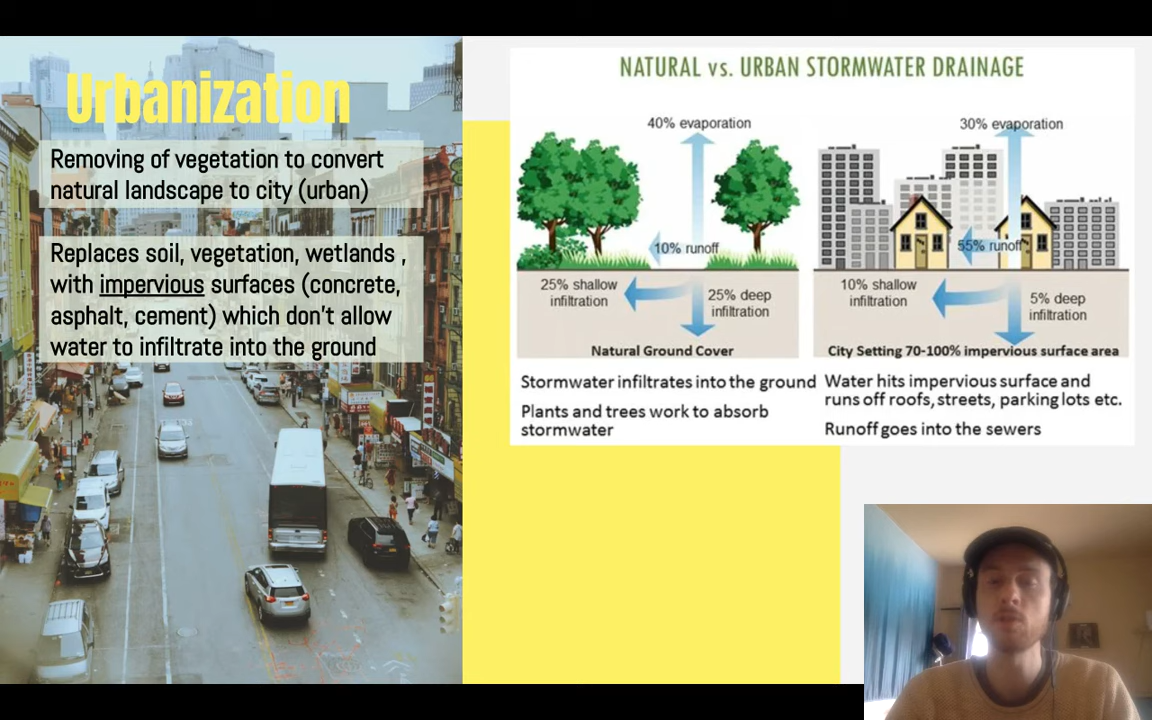 Urbanization
Removing of vegetation to convert
natural landscape to city (urban)
Replaces soil, vegetation, wetlands ,
with impervious surfaces (concrete,
asphalt, cement) which don't allow
water to infiltrate into the ground
NATURAL vs. URBAN STORMWATER DRAINAGE
40% evaporation
10% runoff
25% shallow
infiltration
25% deep
infiltration
Natural Ground Cover
Stormwater infiltrates into the ground
Plants and trees work to absorb
stormwater
30% evaporation
55% runoff
10% shallow
infiltration
5% deep
infiltration
City Setting 70-100% impervious surface area
Water hits impervious surface and
runs off roofs, streets, parking lots etc.
Runoff goes into the sewers